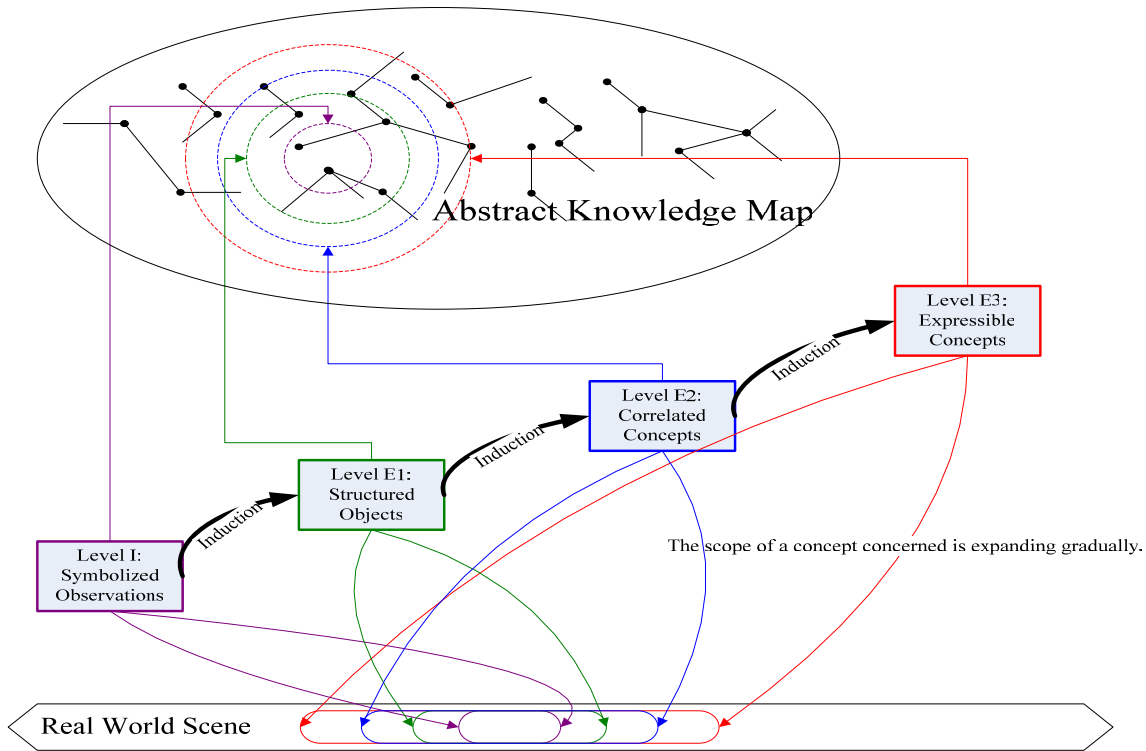 Abstract Knowledge Map
Level E3:
Expressible
Concepts
Induction
Level E2:
Correlated
Concepts
Induction
Level E1:
Structured
Objects
Induction
Level I:
Symbolized
Observations
The scope of a concept concerned is expanding gradually.
Real World Scene